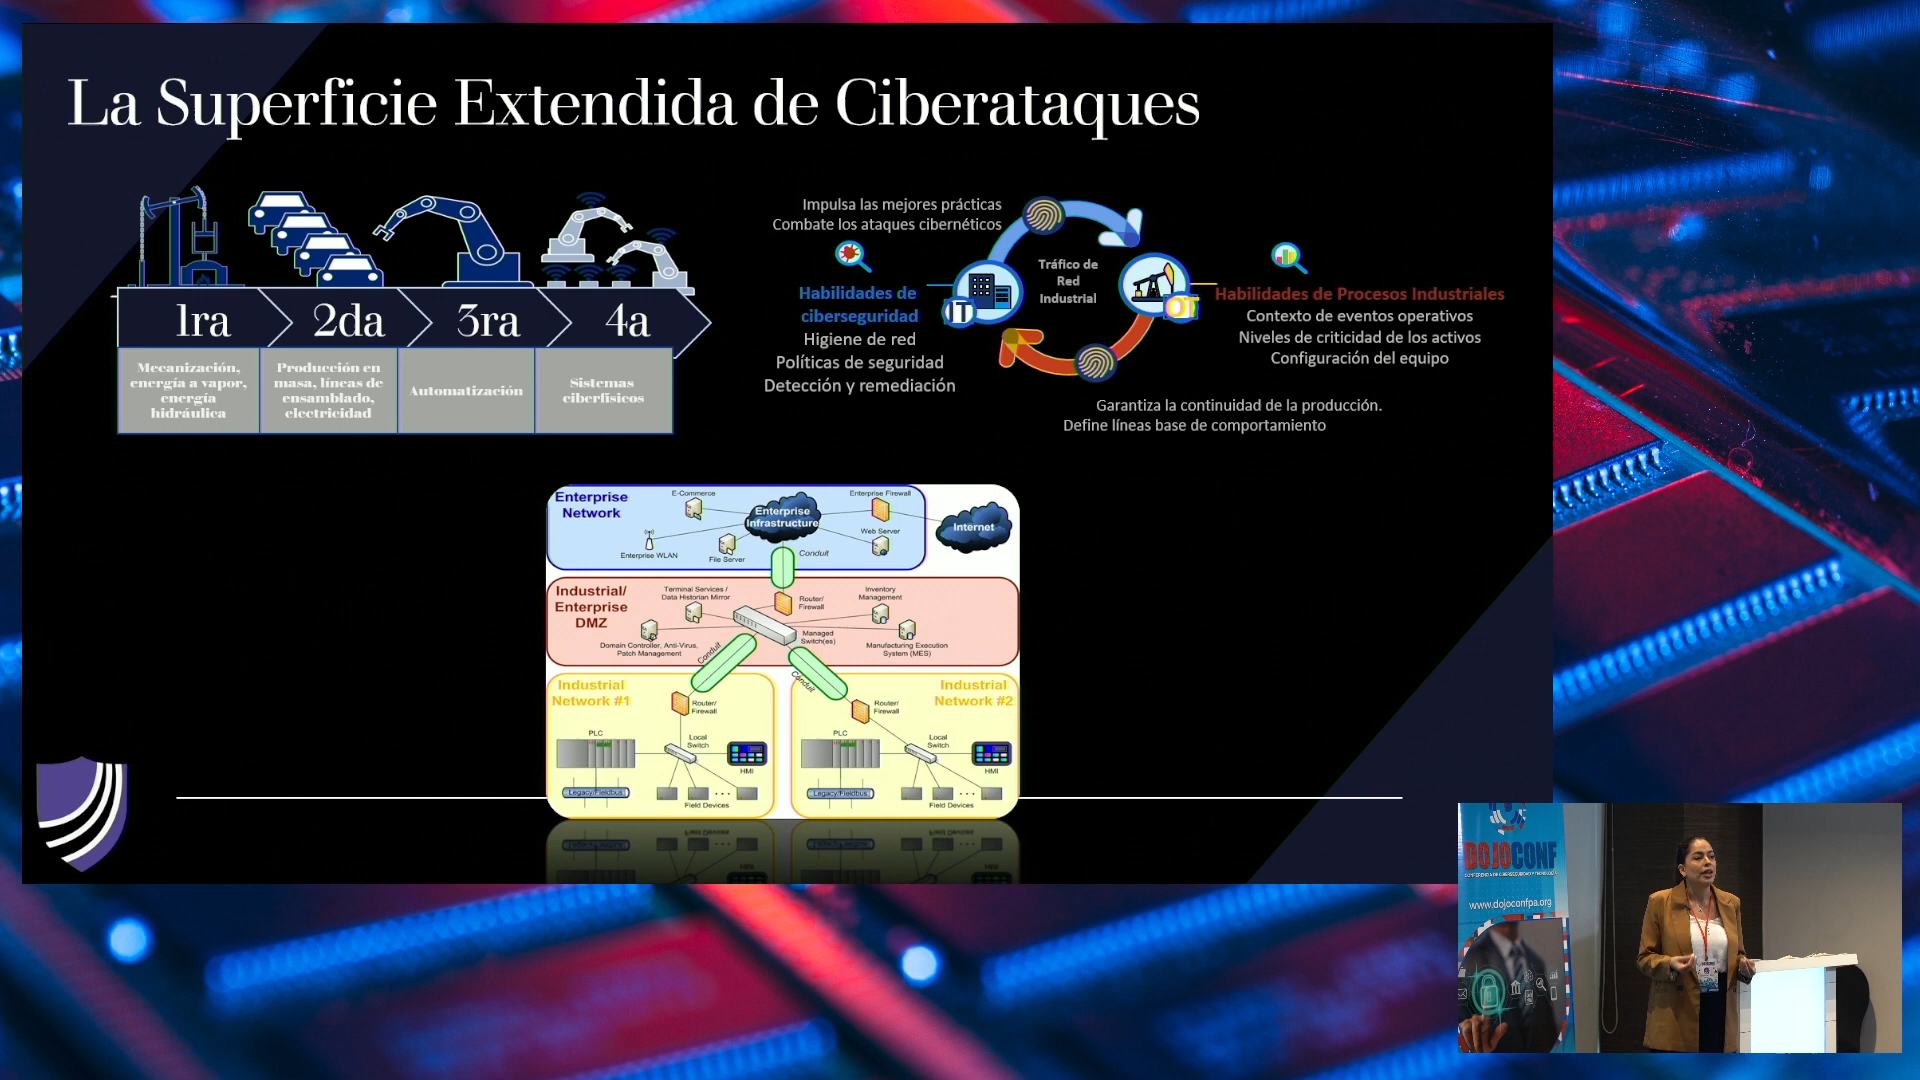 La Superficie Extendida de Ciberataques
1ra
2da
3ra
4a
Mecanización,
energía a vapor,
energía
hidráulica
Producción en
masa, líneas de
ensamblado,
electricidad
Automatización
Sistemas
ciberfísicos
Impulsa las mejores prácticas
Combate los ataques cibernéticos
Habilidades de
ciberseguridad
Higiene de red
Políticas de seguridad
Detección y remediación
IT
Tráfico de
Red
Industrial
OT
Habilidades de Procesos Industriales
Contexto de eventos operativos
Niveles de criticidad de los activos
Configuración del equipo
Garantiza la continuidad de la producción.
Define líneas base de comportamiento
Enterprise
Network
E-Commerce
Enterprise
Infrastructure
Enterprise Firewall
Internet
Web Server
Enterprise WLAN
File Server
Conduit
Industrial/
Enterprise
DMZ
Terminal Services /
Data Historian Mirror
Router/
Firewall
Inventory
Management
Managed
Switch(es)
Domain Controller, Anti-Virus,
Patch Management
Manufacturing Execution
System (MES)
Conduit
Conduit
Industrial
Network #1
Router/
Firewall
PLC
Local
Switch
HMI
Legacy/Fieldbus
Field Devices
Industrial
Network #2
Router/
Firewall
PLC
Local
Switch
HMI
Legacy/Fieldbus
Field Devices
DOJOCONF
CONFERENCIA DE CIBERSEGURIDAD Y TECNOLOGÍA
www.dojoconfpa.org